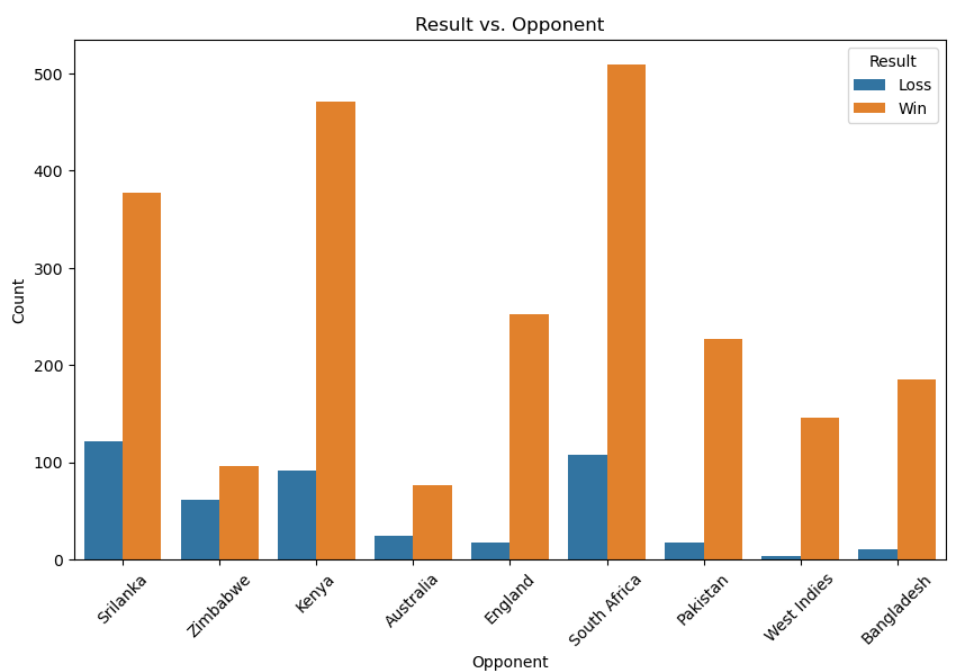 Result vs. Opponent
Result
Loss
Win
Count
500
400
300
200
100
0
Srilanka
Zimbabwe
Kenya
Australia
England
South Africa
Pakistan
West Indies
Bangladesh
Opponent